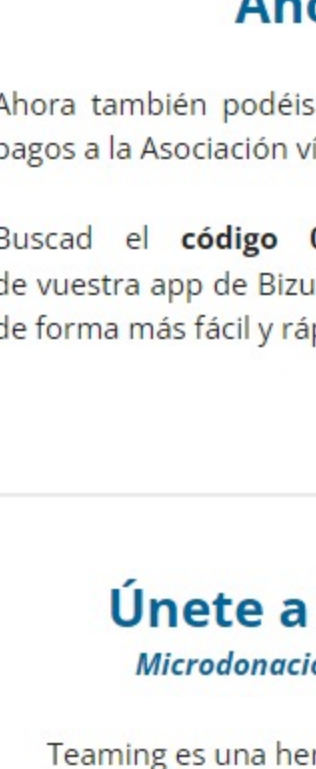 Aho
Ahora también podéis
pagos a la Asociación ví
Buscad el código 0
de vuestra app de Bizu
de forma más fácil y ráp
Únete a
Microdonacio
Teaming es una her